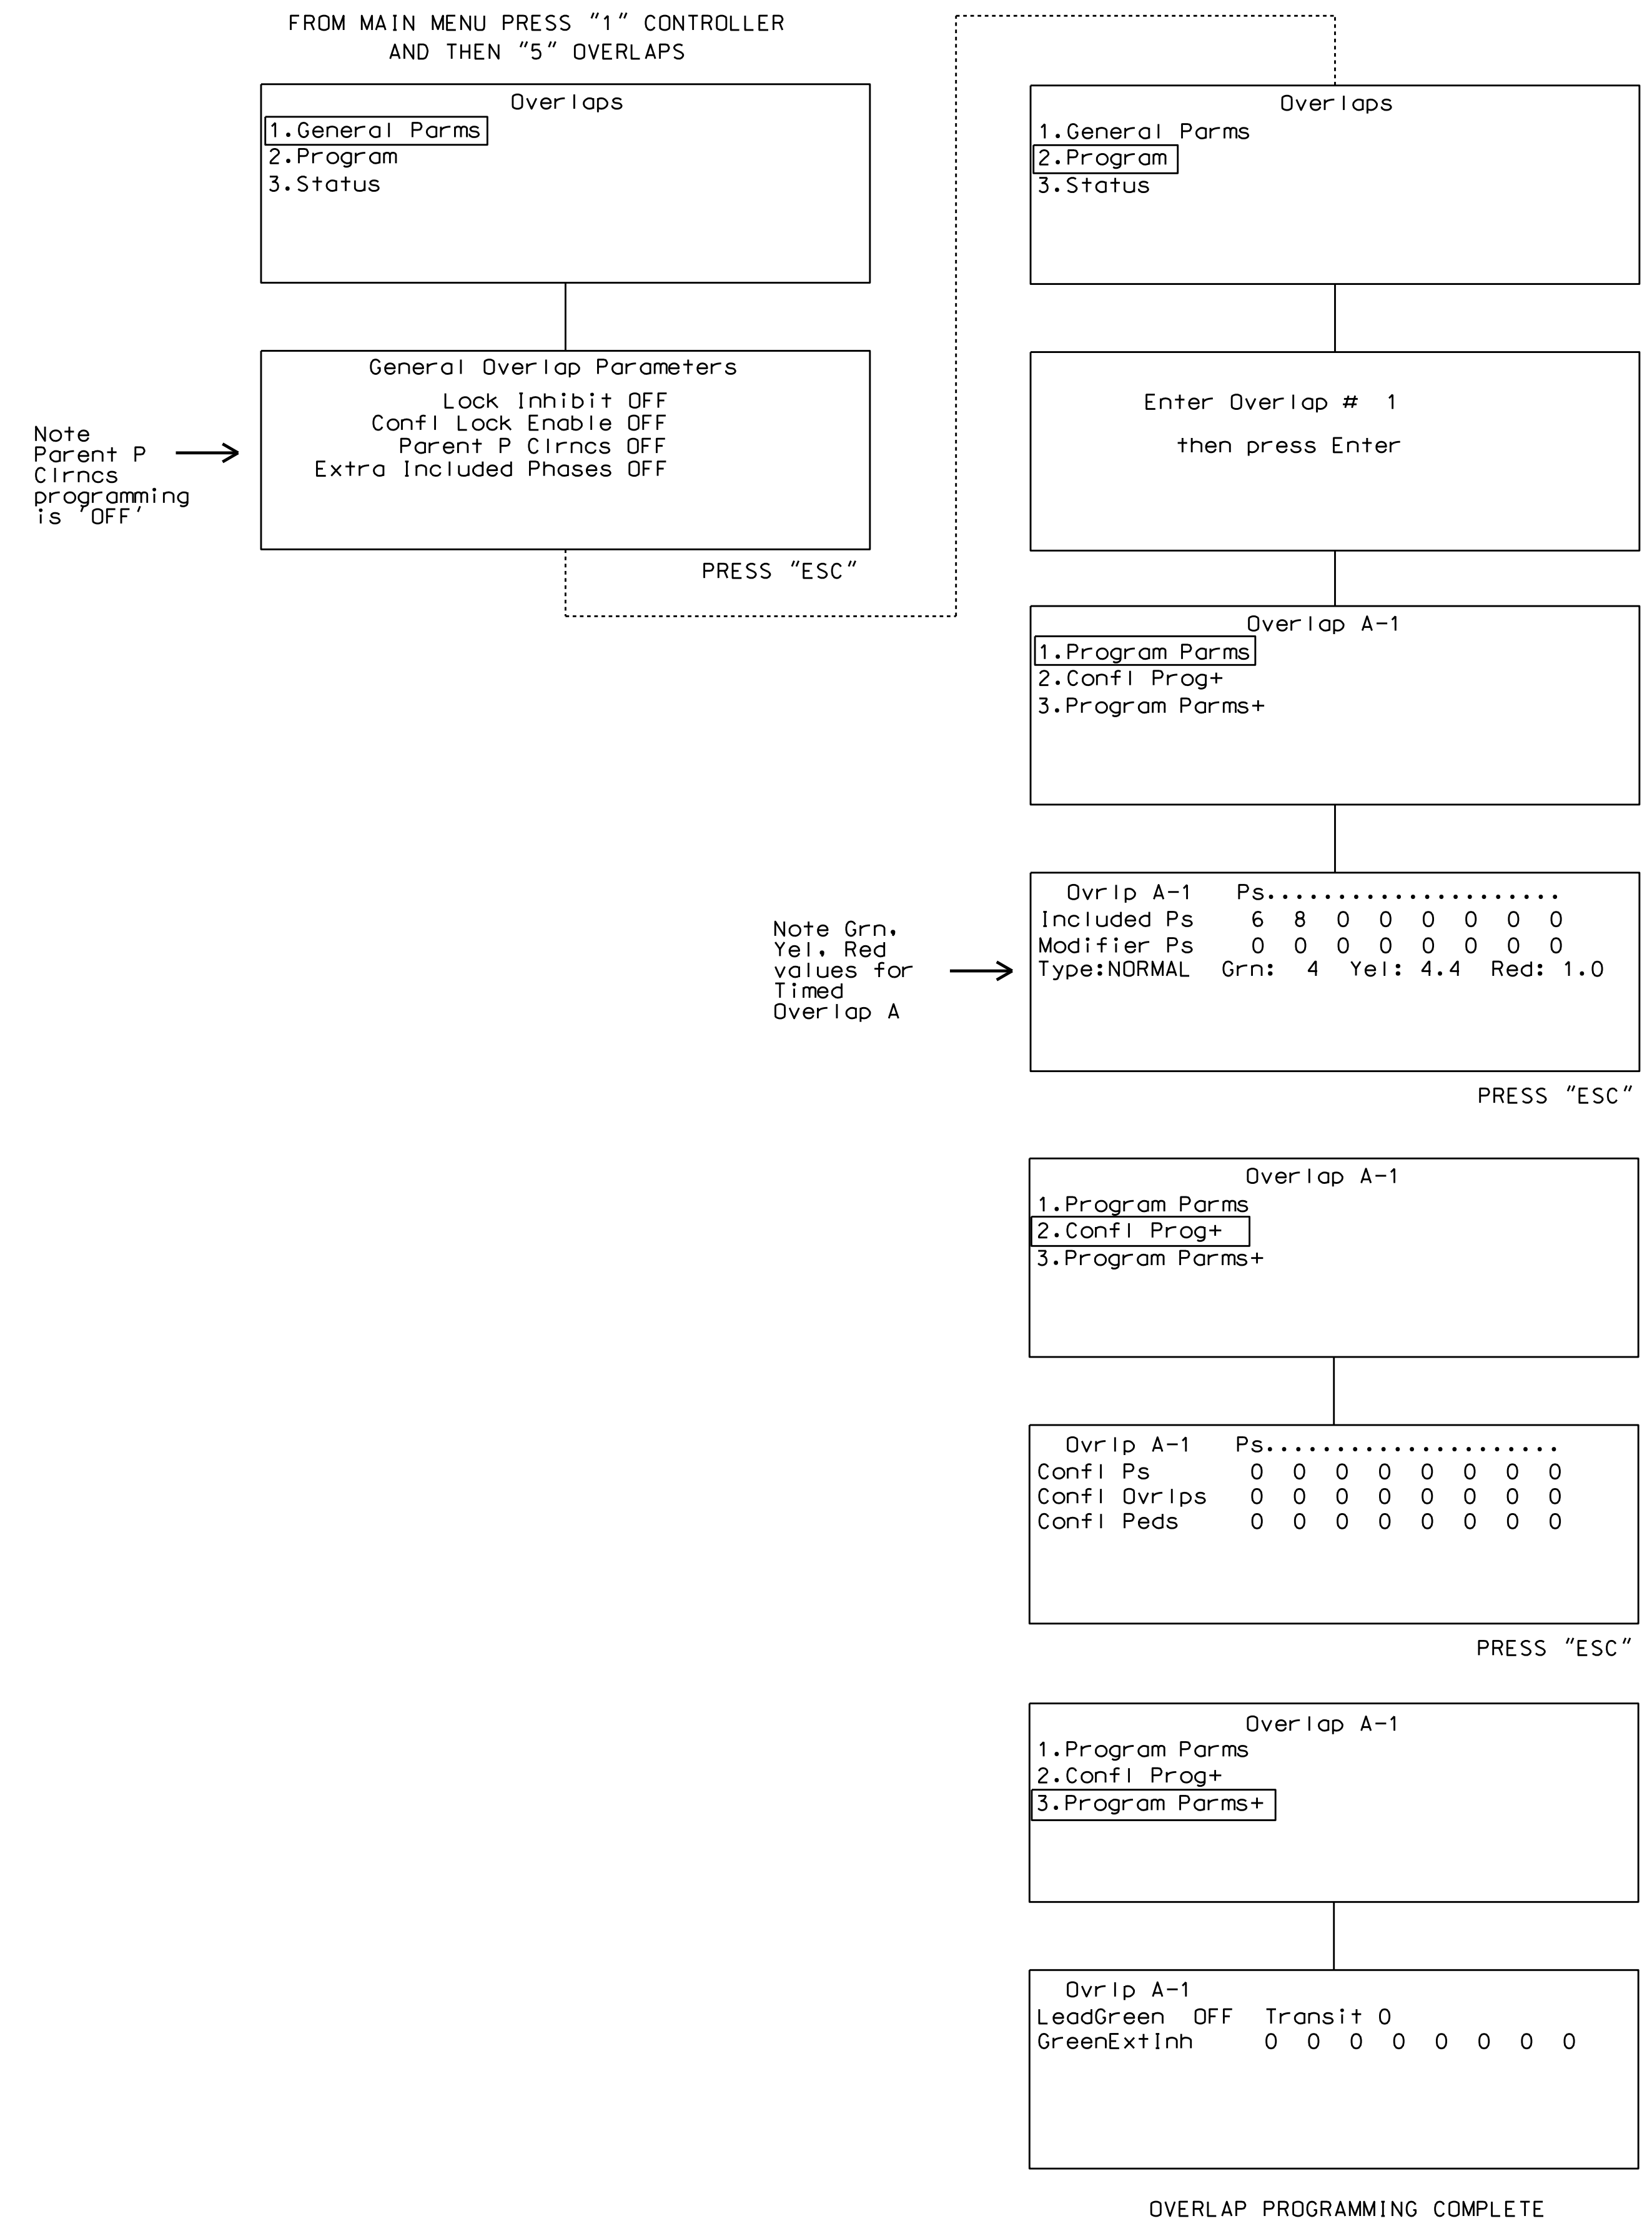 FROM MAIN MENU PRESS "1" CONTROLLER
AND THEN "5" OVERLAPS
Overlaps
1.General Parms
2.Program
3.Status
General Overlap Parameters
Lock Inhibit OFF
Confl Lock Enable OFF
Parent P Clrncs OFF
Extra Included Phases OFF
Note
Parent P
Clrncs
programming
is 'OFF'
PRESS "ESC"
Overlaps
1.General Parms
2.Program
3.Status
Enter Overlap # 1
then press Enter
Overlap A-1
1.Program Parms
2.Confl Prog+
3.Program Parms+
Note Grn,
Yel, Red
values for
Timed
Overlap A
Ovrlp A-1 Ps.....................
Included Ps 6 8 0 0 0 0 0 0
Modifier Ps 0 0 0 0 0 0 0 0
Type:NORMAL Grn: 4 Yel: 4.4 Red: 1.0
PRESS "ESC"
Overlap A-1
1.Program Parms
2.Confl Prog+
3.Program Parms+
Ovrlp A-1 Ps.....................
Confl Ps 0 0 0 0 0 0 0 0
Confl Ovrlps 0 0 0 0 0 0 0 0
Confl Peds 0 0 0 0 0 0 0 0
PRESS "ESC"
Overlap A-1
1.Program Parms
2.Confl Prog+
3.Program Parms+
Ovrlp A-1
LeadGreen OFF Transit 0
GreenExtInh 0 0 0 0 0 0 0 0
OVERLAP PROGRAMMING COMPLETE